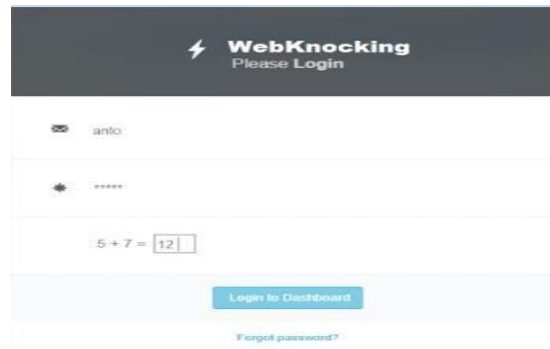 WebKnocking
Please Login
anto
*****
5 + 7 = 12
Login to Dashboard
Forgot password?